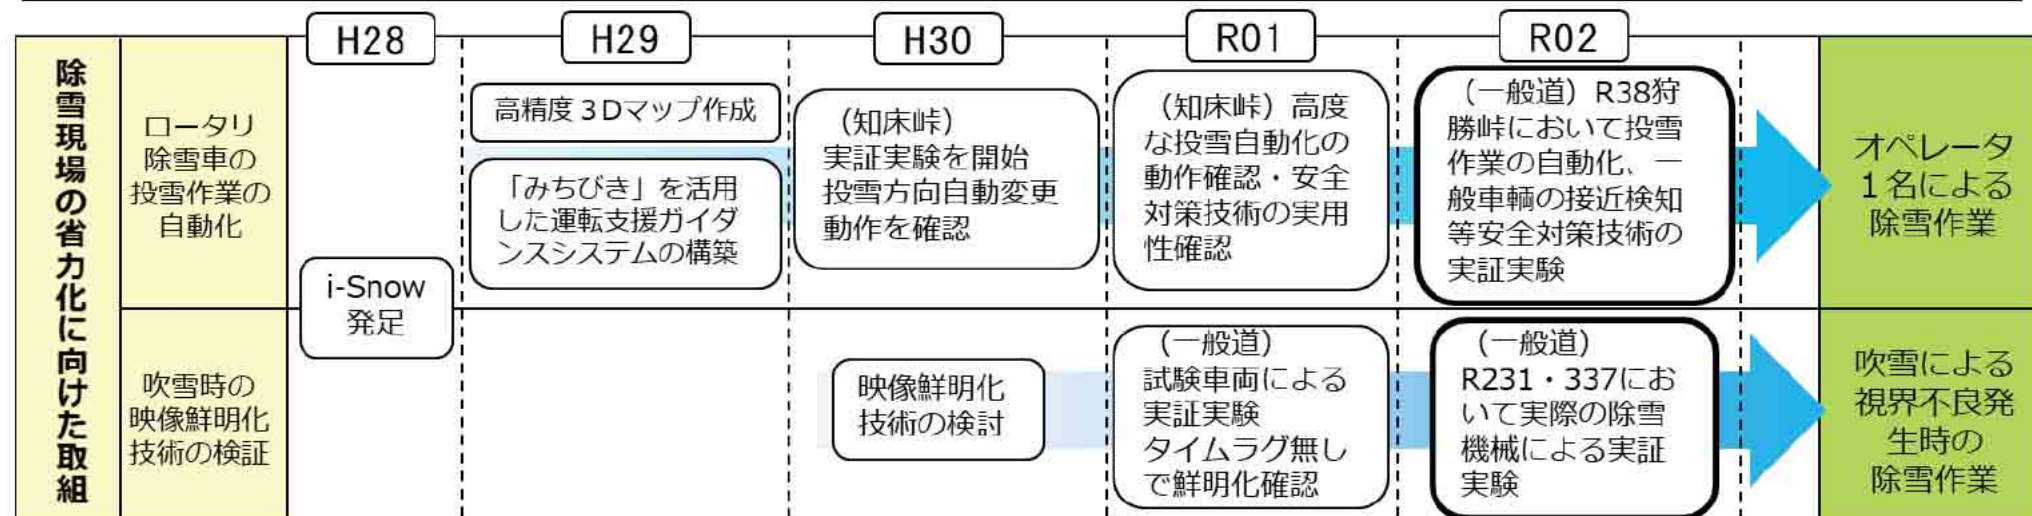 H28
H29
H30
R01
R02
除雪現場の省力化に向けた取組
ロータリ
除雪車の
投雪作業の
自動化
i-Snow
発足
高精度3Dマップ作成
「みちびき」を活用
した運転支援ガイダ
ンスシステムの構築
（知床峠）
実証実験を開始
投雪方向自動変更
動作を確認
（知床峠）高度
な投雪自動化の
動作確認・安全
対策技術の実用
性確認
（一般道）R38狩
勝峠において投雪
作業の自動化、一
般車輌の接近検知
等安全対策技術の
実証実験
オペレータ
１名による
除雪作業
吹雪時の
映像鮮明化
技術の検証
映像鮮明化
技術の検討
（一般道）
試験車両による
実証実験
タイムラグ無し
で鮮明化確認
（一般道）
R231・337にお
いて実際の除雪
機械による実証
実験
吹雪による
視界不良発
生時の
除雪作業